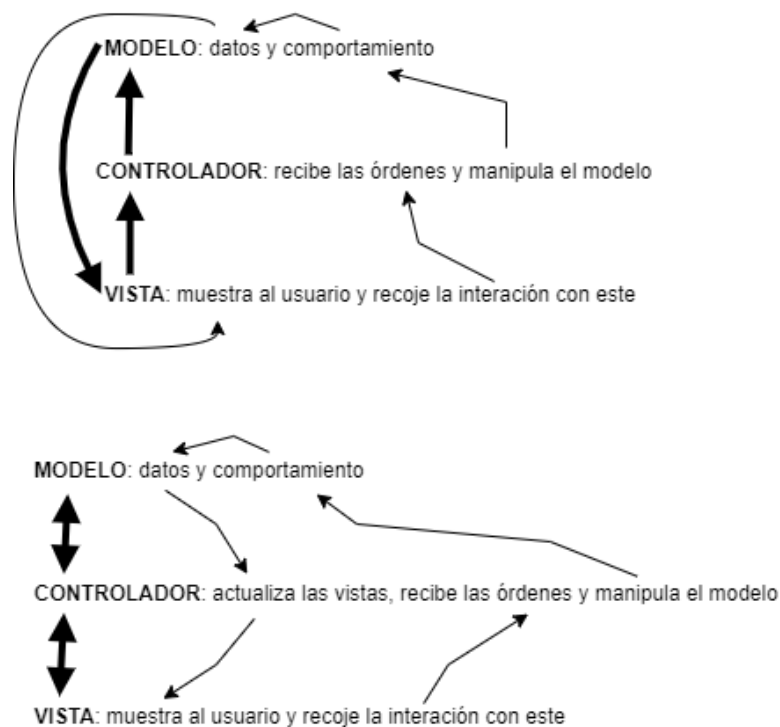 MODELO: datos y comportamiento
CONTROLADOR: recibe las órdenes y manipula el modelo
VISTA: muestra al usuario y recoje la interación con este
MODELO: datos y comportamiento
CONTROLADOR: actualiza las vistas, recibe las órdenes y manipula el modelo
VISTA: muestra al usuario y recoje la interación con este